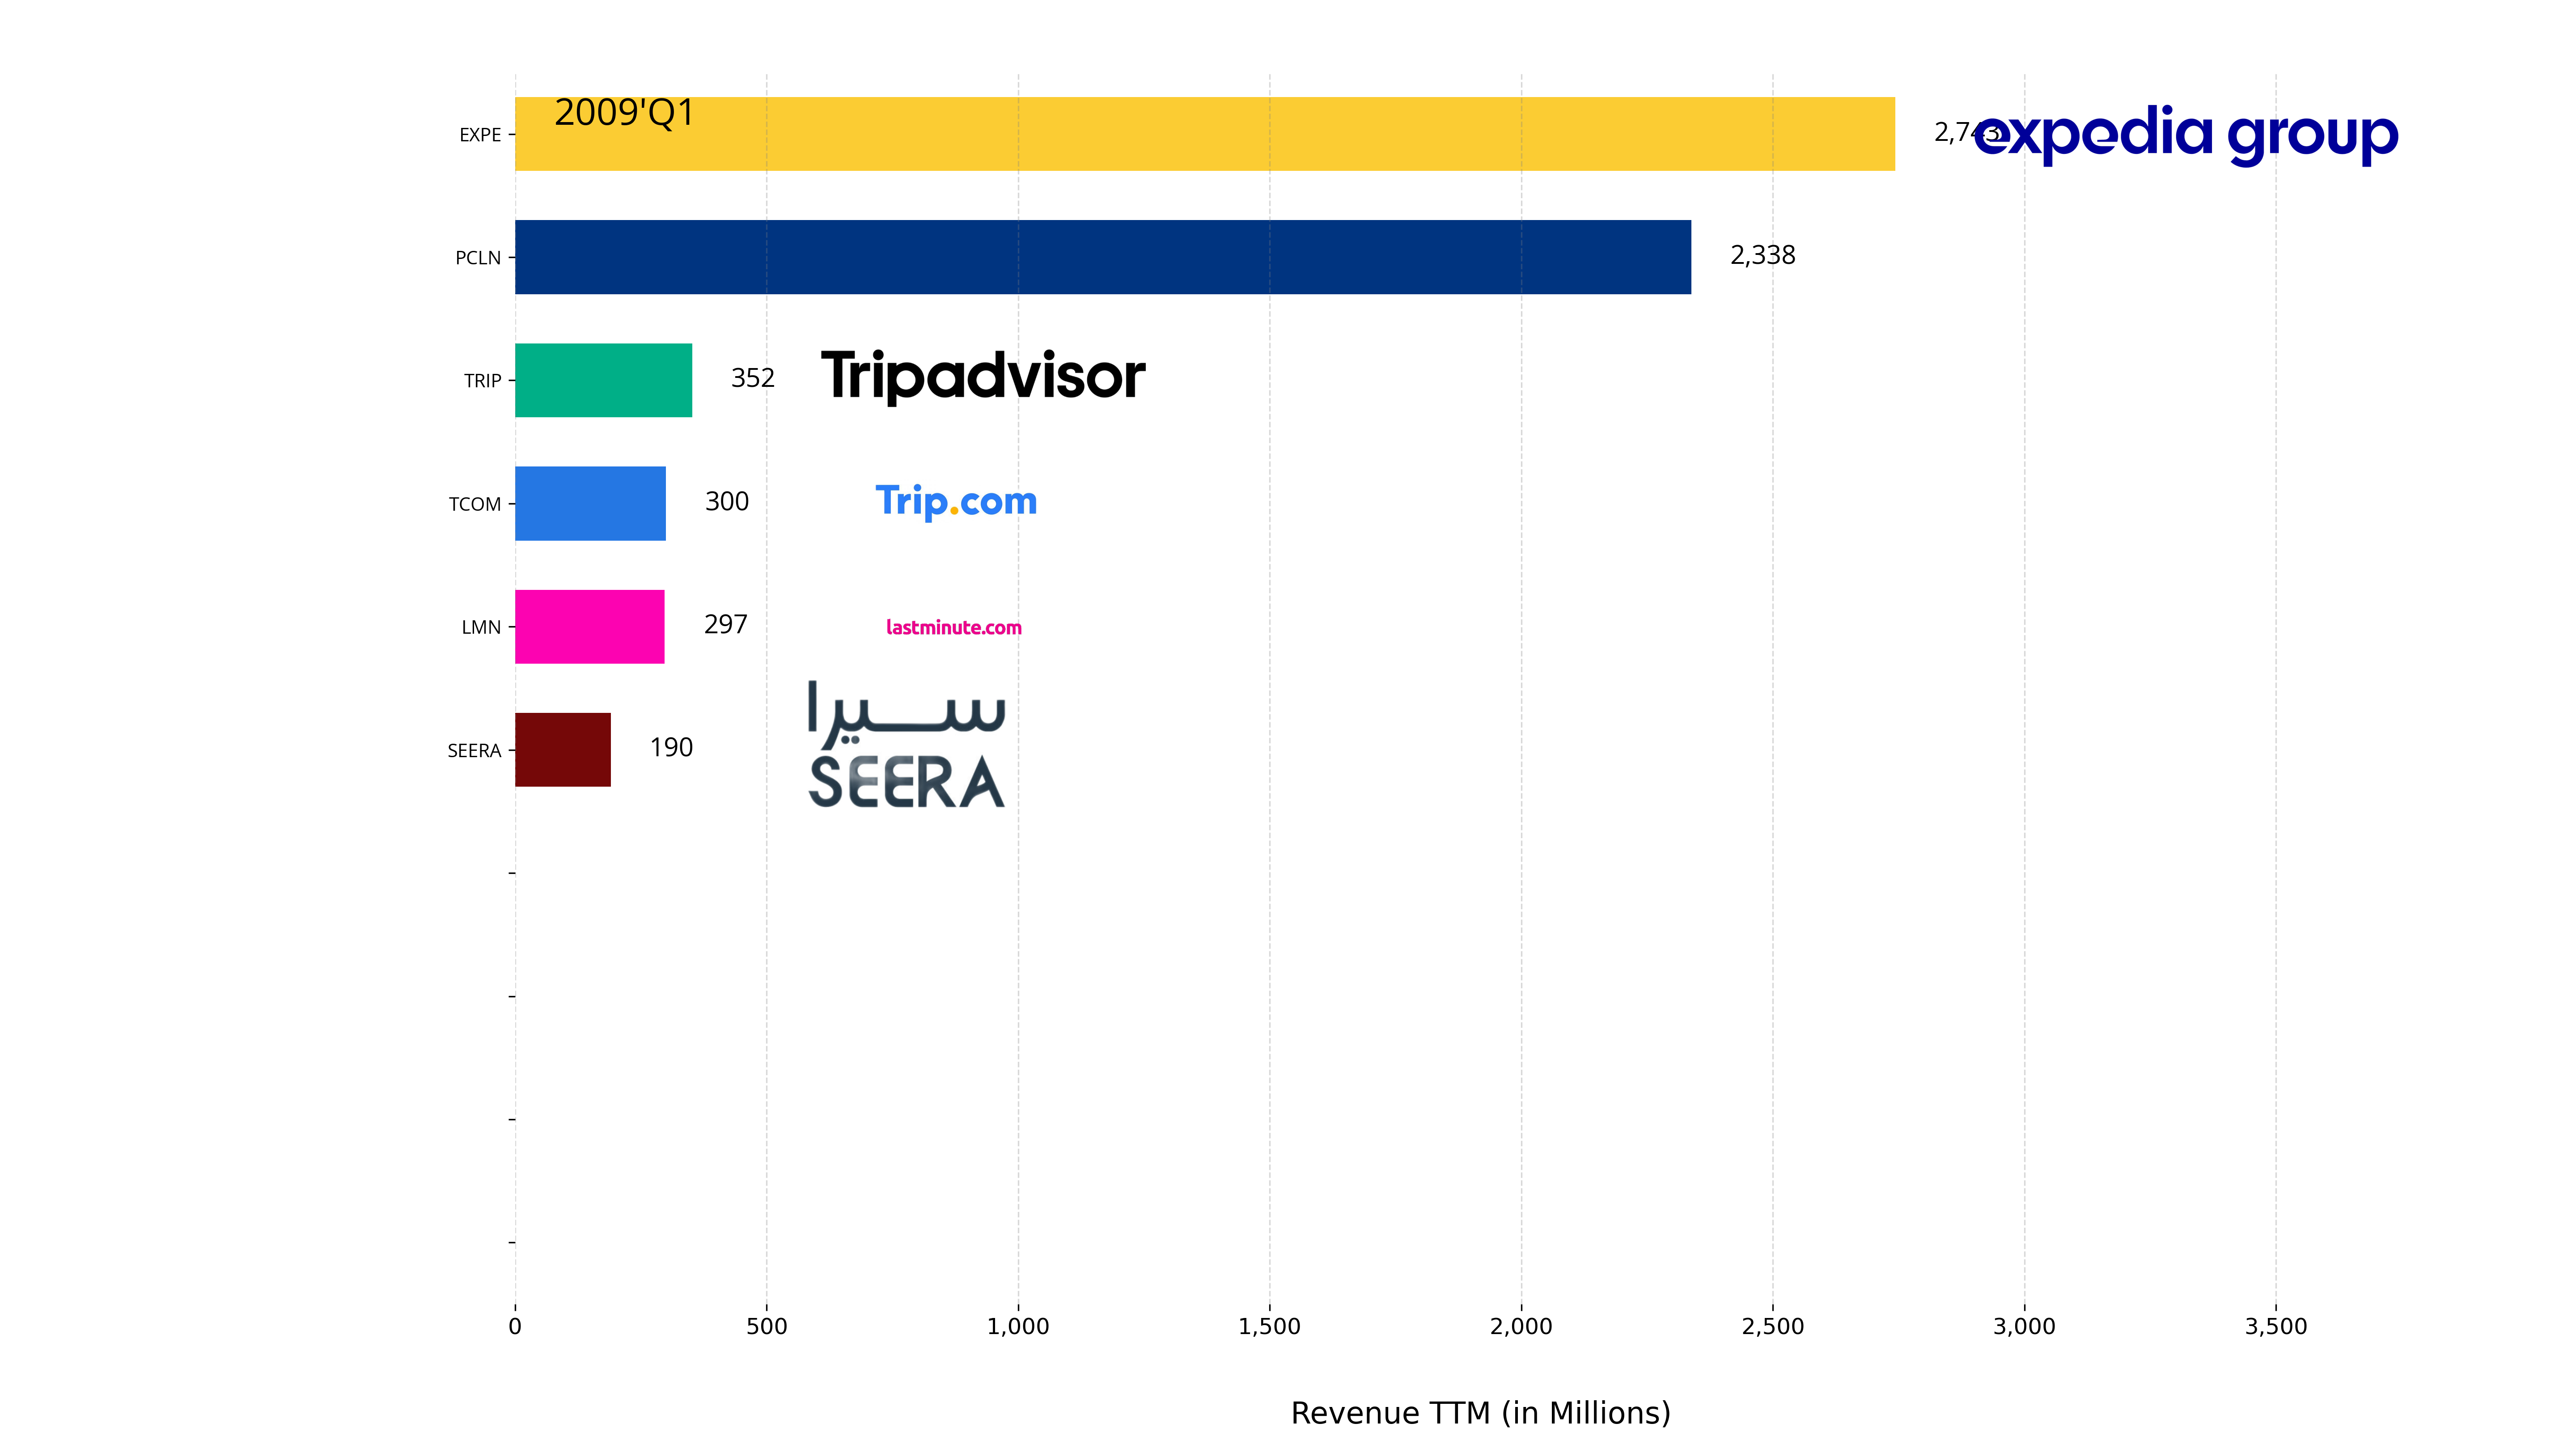 2009'Q1
EXPE 2,743 expedia group
PCLN 2,338
TRIP 352 Tripadvisor
TCOM 300 Trip.com
LMN 297 lastminute.com
سيرا
SEERA 190 SEERA
0 500 1,000 1,500 2,000 2,500 3,000 3,500
Revenue TTM (in Millions)